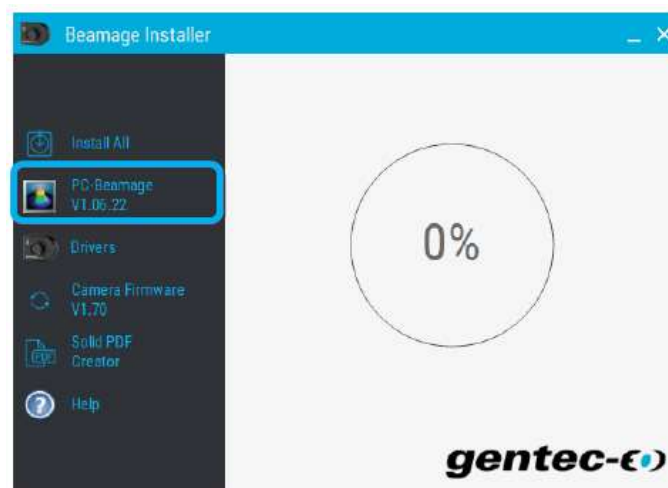 Beamage Installer
Install All
PC-Beamage
V1.06.22
Drivers
Camera Firmware
V1.70
Solid PDF
Creator
Help
0%
gentec-eo